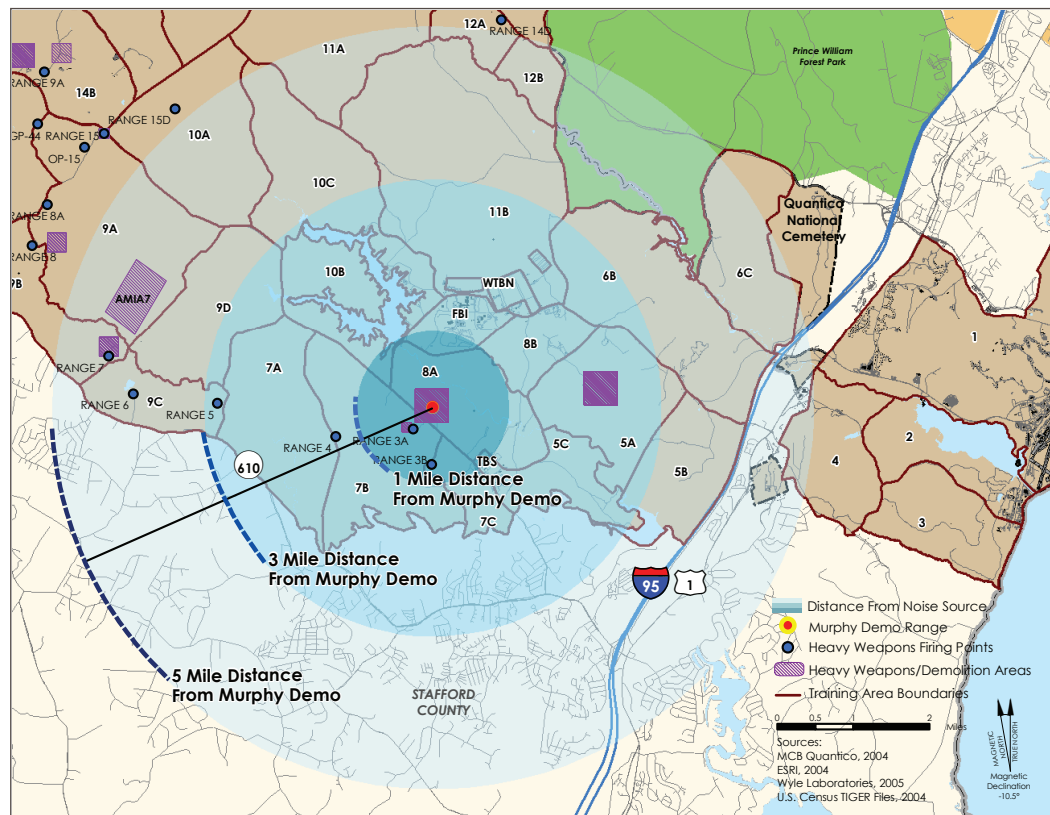 12A
RANGE 14D
11A
12B
Prince William
Forest Park
RANGE 9A
14B
RANGE 15D
GP-44
RANGE 15
OP-15
10A
10C
RANGE 8A
9A
11B
Quantico
National
Cemetery
RANGE 8
9B
10B
WTBN
6B
6C
AMIA7
9D
FBI
8B
1
7A
8A
RANGE 7
RANGE 6
9C
RANGE 5
RANGE 4
RANGE 3A
RANGE 3B
5C
5A
2
4
610
TBS
5B
7B
1 Mile Distance
From Murphy Demo
7C
3
3 Mile Distance
From Murphy Demo
95
1
5 Mile Distance
From Murphy Demo
STAFFORD
COUNTY
Distance From Noise Source
Murphy Demo Range
Heavy Weapons Firing Points
Heavy Weapons/Demolition Areas
Training Area Boundaries
0 0.5 1 2
Miles
Sources:
MCB Quantico, 2004
ESRI, 2004
Wyle Laboratories, 2005
U.S. Census TIGER Files, 2004
MAGNETIC
NORTH
TRUE NORTH
Magnetic
Declination
-10.5°